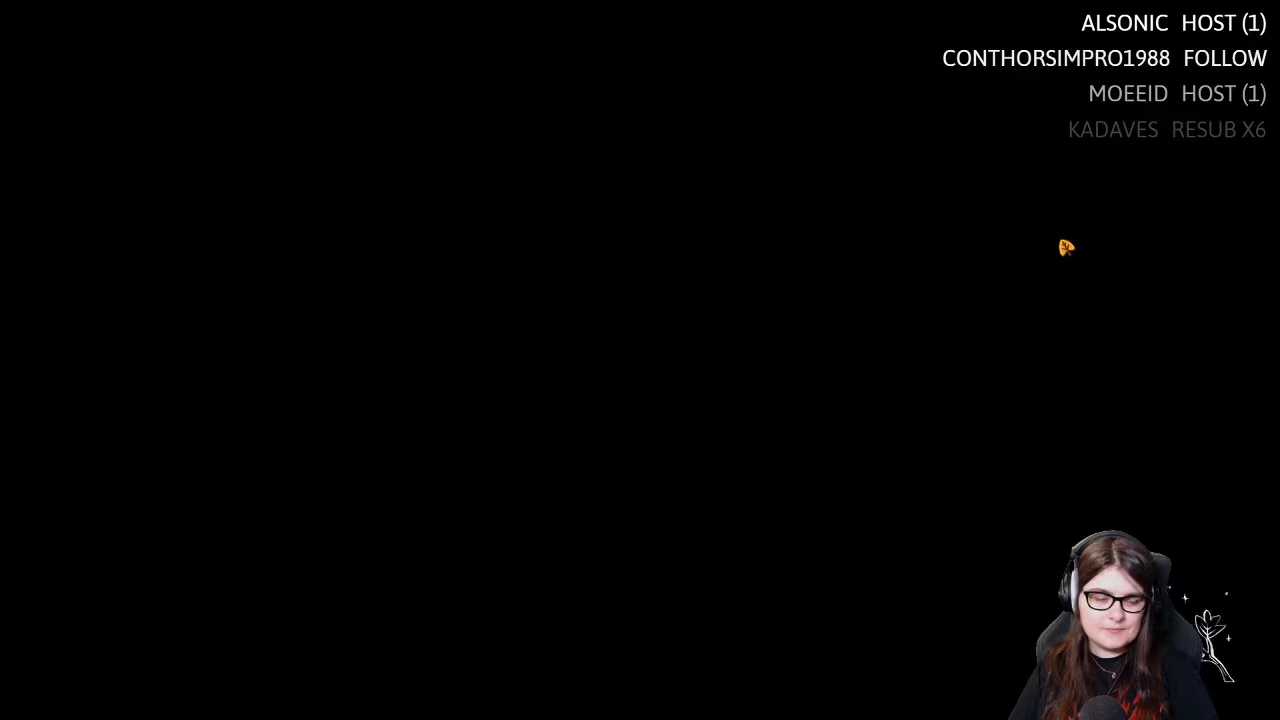 ALSONIC HOST (1)
CONTHORSIMPRO1988 FOLLOW
MOEEID HOST (1)
KADAVES RESUB X6